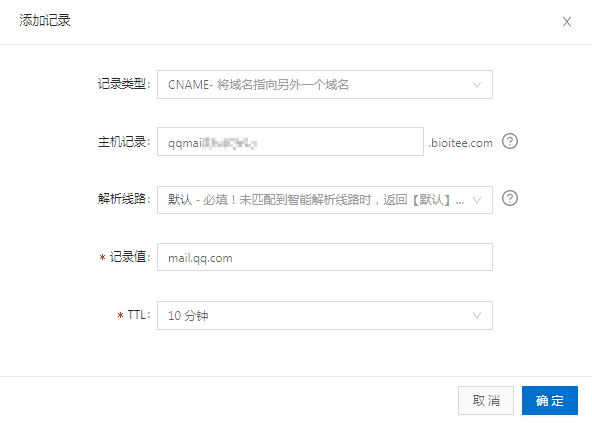 添加记录
记录类型: CNAME- 将域名指向另外一个域名
主机记录: qqmai .bioitee.com ?
解析线路: 默认 - 必填！未匹配到智能解析线路时，返回【默认】... ?
* 记录值: mail.qq.com
* TTL: 10 分钟
取 消 确 定